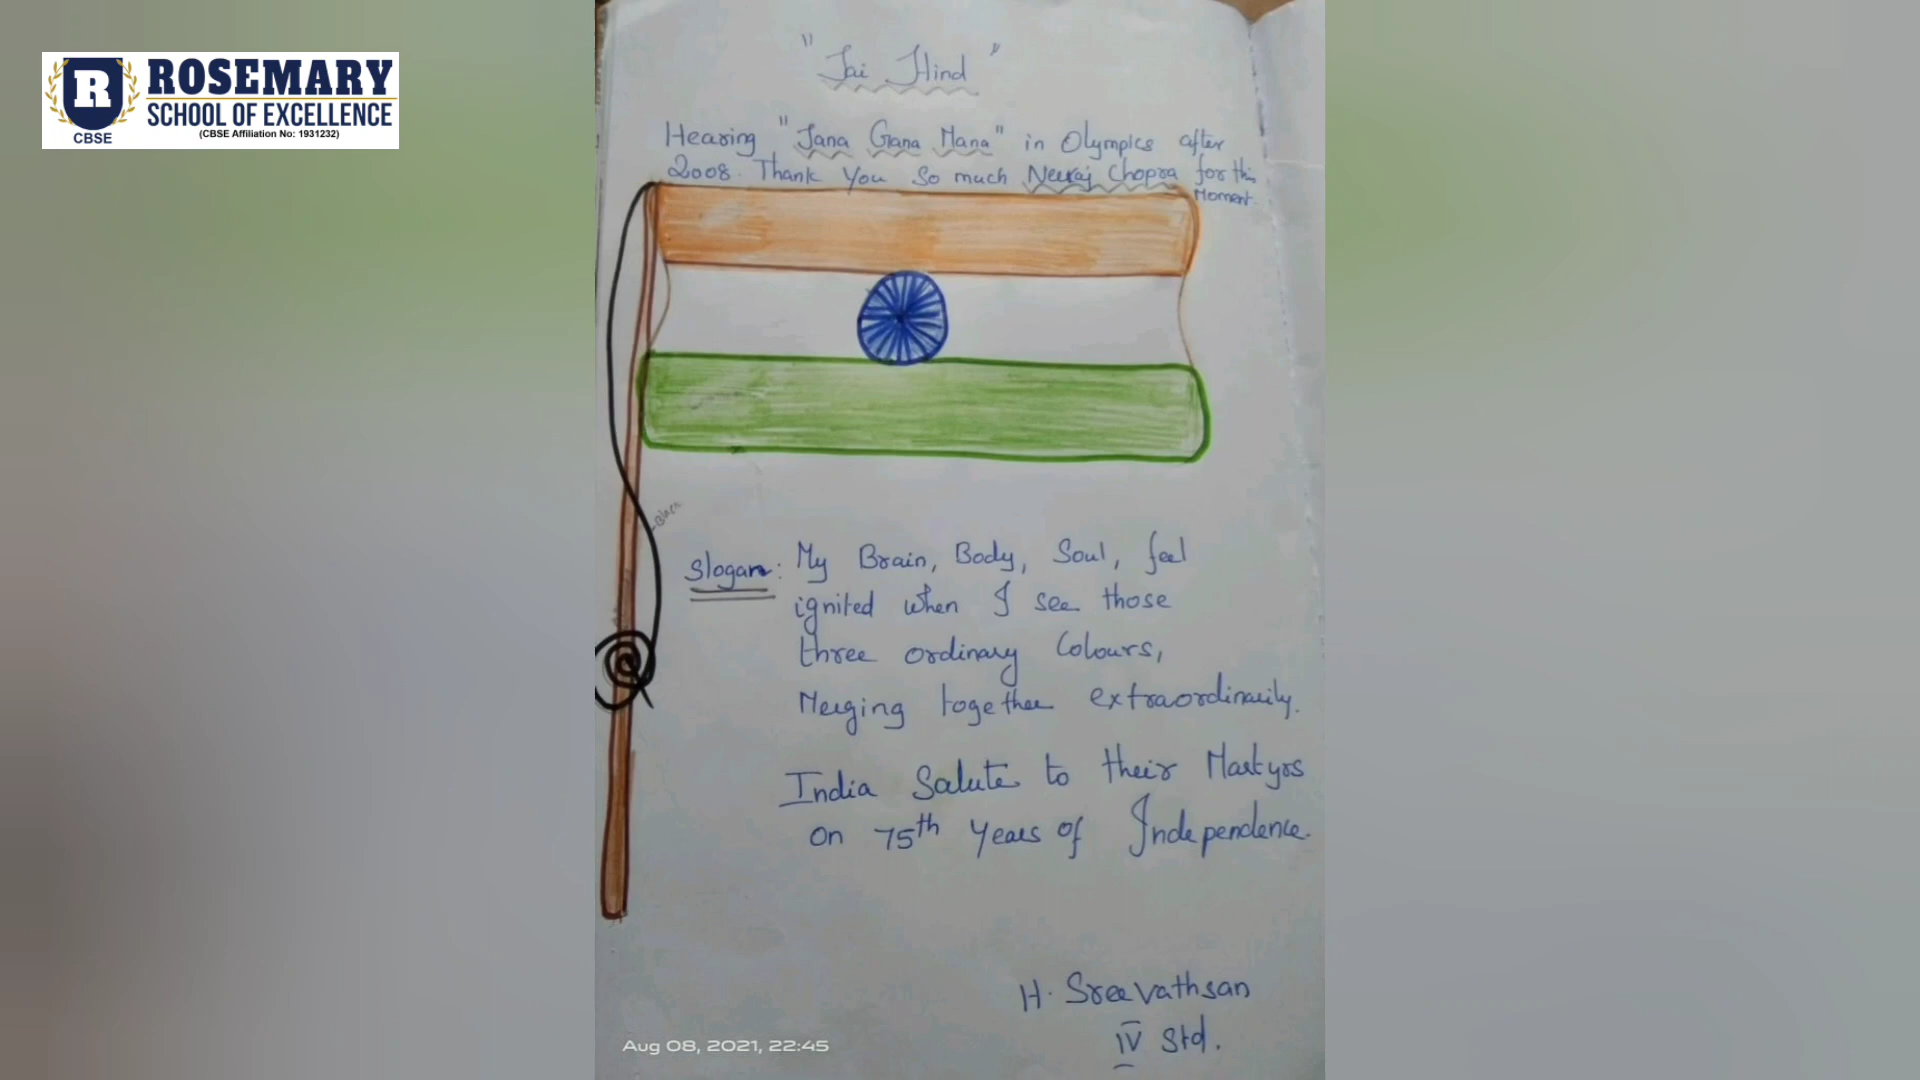 ROSEMARY
SCHOOL OF EXCELLENCE
(CBSE Affiliation No: 1931232)
R
CBSE
"Jai Hind"
Hearing "Jana Gana Mana" in Olympics after
2008. Thank You So much Neeraj Chopra for this
Moment.
Slogan: My Brain, Body, Soul, feel
ignited when I see those
three ordinary Colours,
Merging together extraordinarily.
India Salute to their Martyrs
on 75th Years of Independence.
H. Sreevathsan
IV Std.
Aug 08, 2021, 22:45